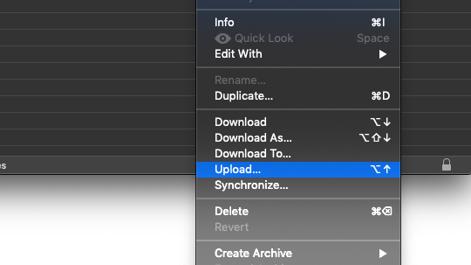 Info ⌘I
Quick Look Space
Edit With ▶
Rename...
Duplicate... ⌘D
Download ⌥↓
Download As... ⌥⇧↓
Download To...
Upload... ⌥↑
es
Synchronize...
Delete ⌘⌫
Revert
Create Archive ▶